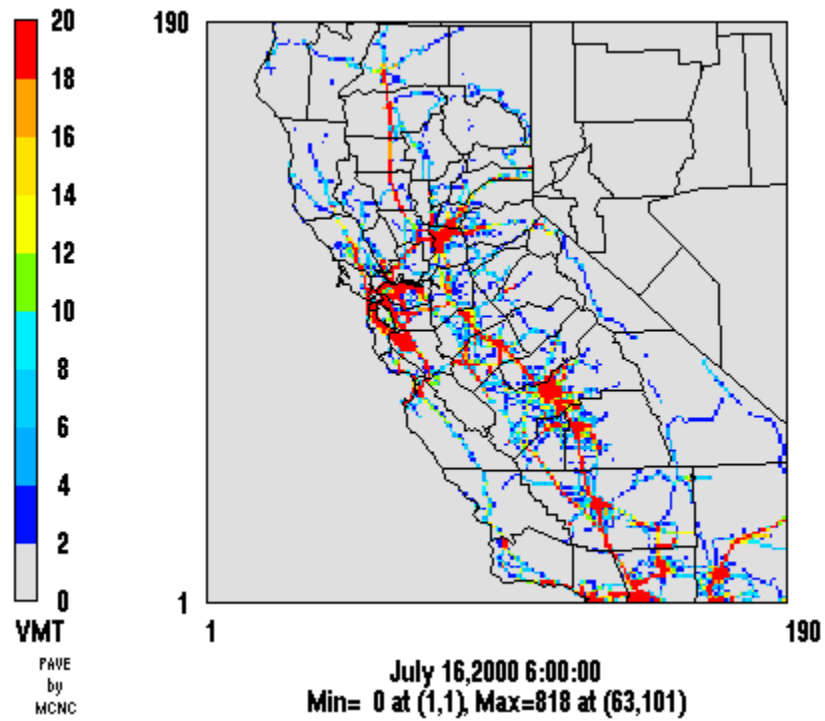 20
18
16
14
12
10
8
6
4
2
0
VMT
PAVE
by
MCNC
190
1
1
190
July 16,2000 6:00:00
Min= 0 at (1,1), Max=818 at (63,101)